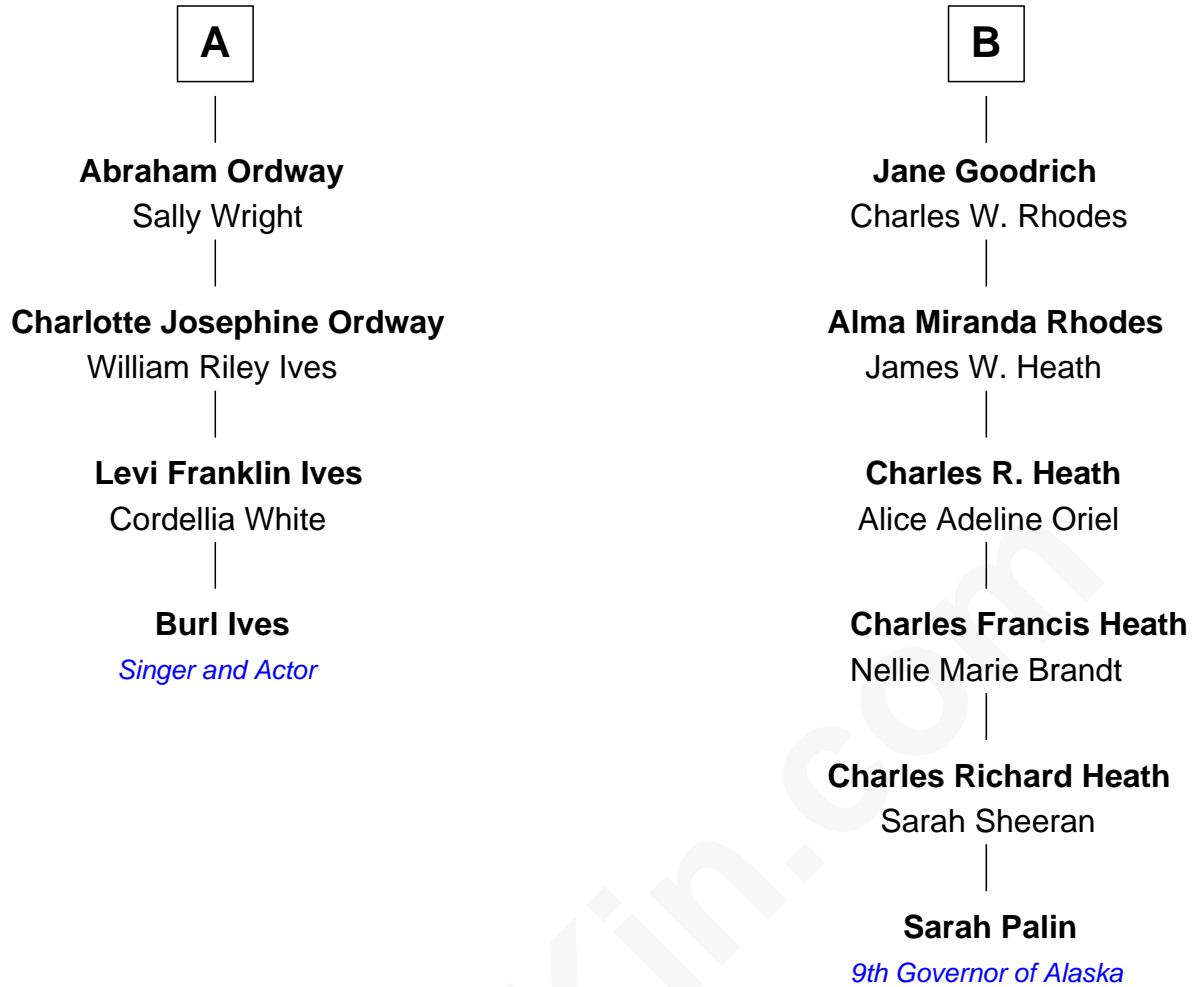 A
Abraham Ordway
Sally Wright
Charlotte Josephine Ordway
William Riley Ives
Levi Franklin Ives
Cordellia White
Burl Ives
Singer and Actor
B
Jane Goodrich
Charles W. Rhodes
Alma Miranda Rhodes
James W. Heath
Charles R. Heath
Alice Adeline Oriel
Charles Francis Heath
Nellie Marie Brandt
Charles Richard Heath
Sarah Sheeran
Sarah Palin
9th Governor of Alaska